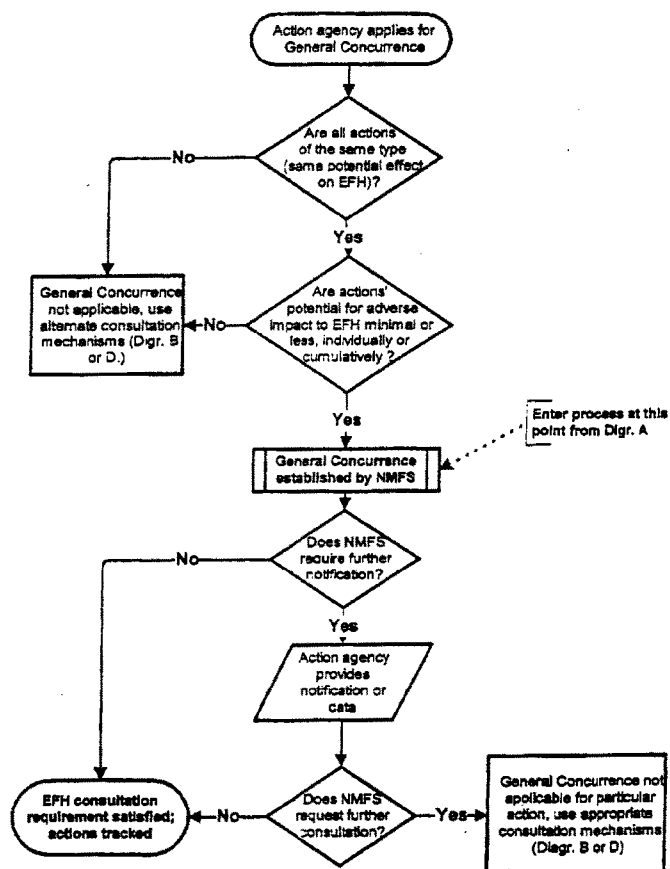 Action agency applies for
General Concurrence
Are all actions
of the same type
(same potential effect
on EFH)?
No
Yes
General Concurrence
not applicable, use
alternate consultation
mechanisms (Digr. B
or D.)
No
Are actions'
potential for adverse
impact to EFH minimal or
less, individually or
cumulatively ?
Yes
Enter process at this
point from Digr. A
General Concurrance
established by NMFS
Does NMFS
require further
notification?
No
Yes
Action agency
provides
notification or
cata
EFH consultation
requirement satisfied;
actions tracked
No
Does NMFS
request further
consultation?
Yes
General Concurrence not
applicable for particular
action, use appropriate
consultation mechanisms
(Diagr. B or D)